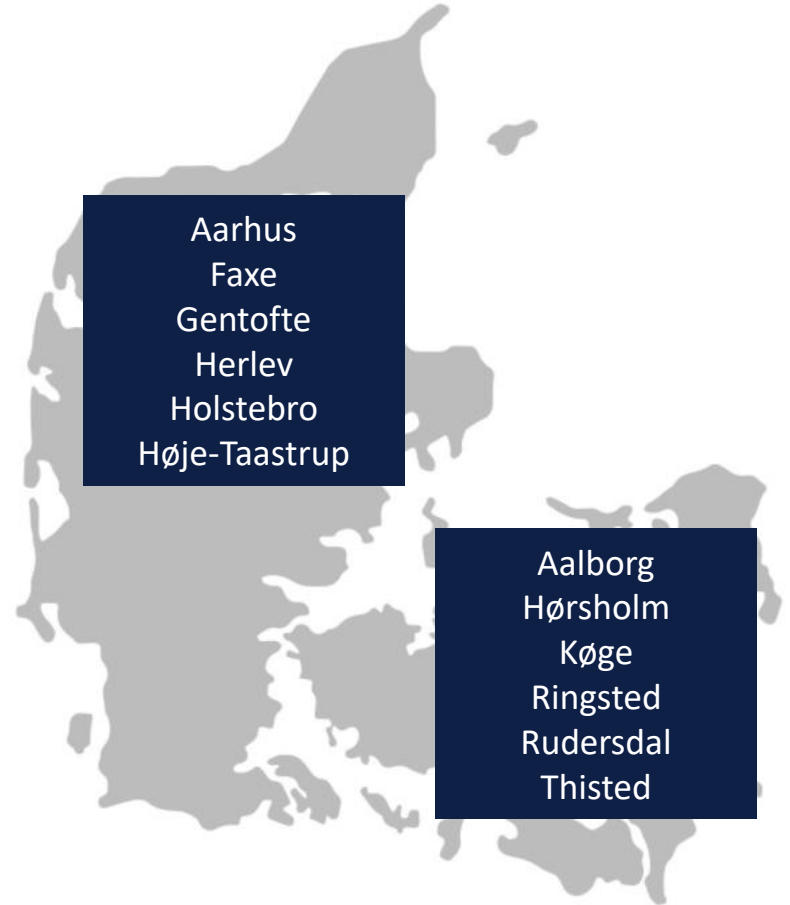 Aarhus
Faxe
Gentofte
Herlev
Holstebro
Høje-Taastrup
Aalborg
Hørsholm
Køge
Ringsted
Rudersdal
Thisted